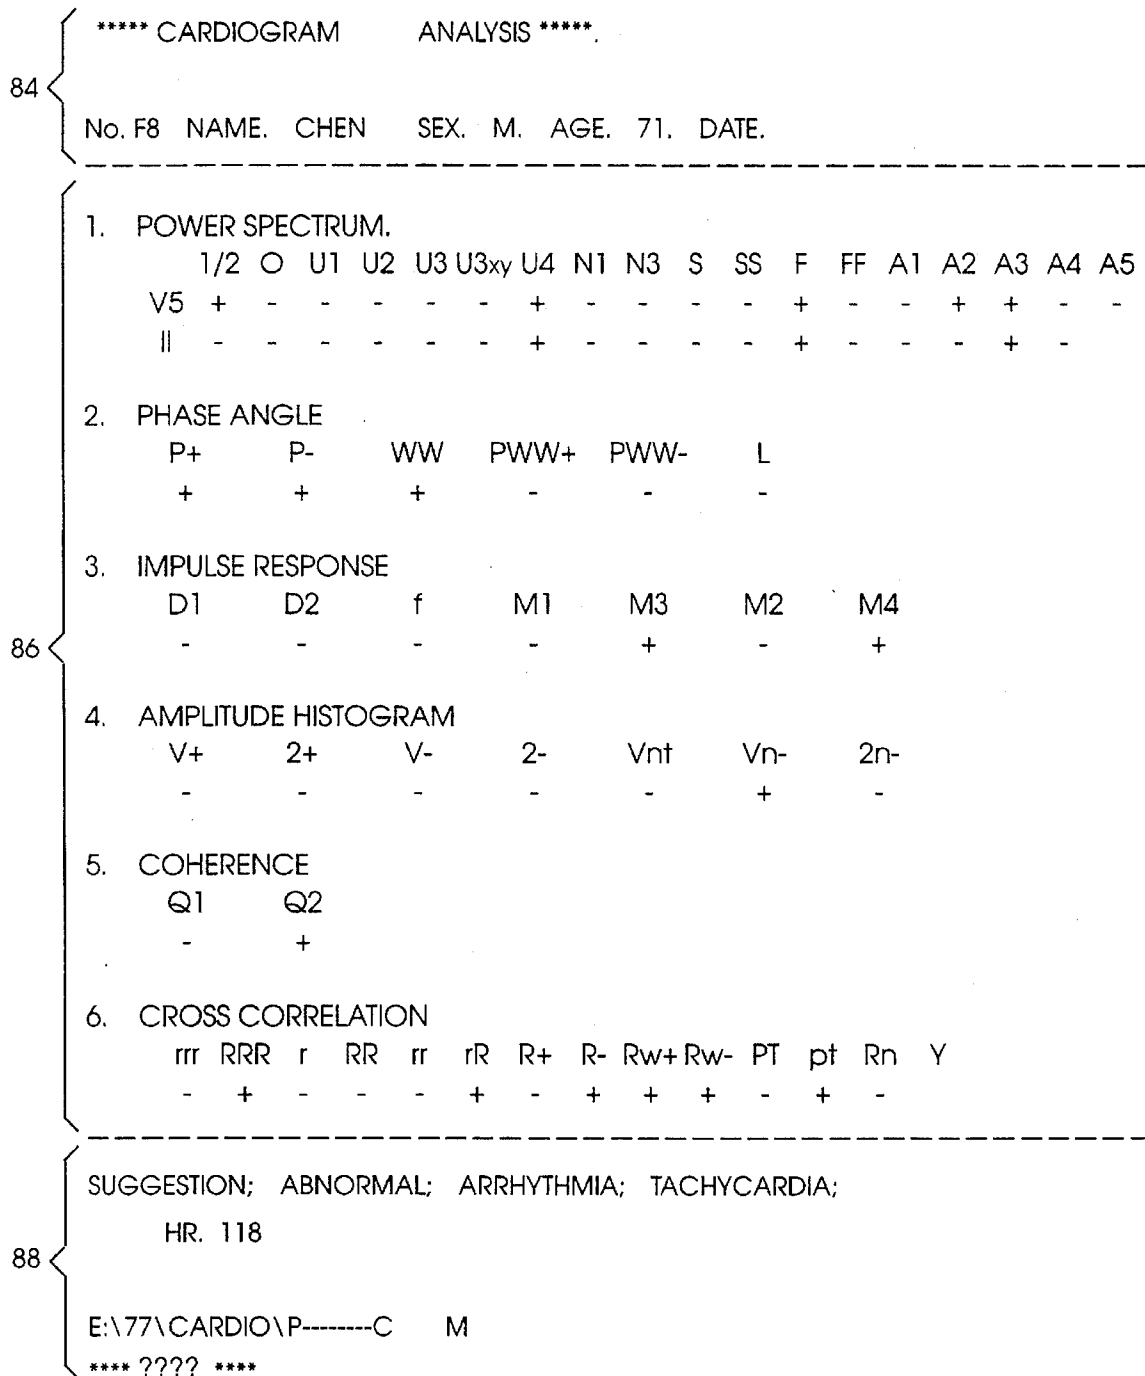 ***** CARDIOGRAM ANALYSIS *****.
84
No. F8 NAME. CHEN SEX. M. AGE. 71. DATE.
1. POWER SPECTRUM.
1/2 O U1 U2 U3 U3xy U4 N1 N3 S SS F FF A1 A2 A3 A4 A5
V5 + - - - - - + - - - - + - - + + - -
II - - - - - - + - - - - + - - - + -
2. PHASE ANGLE
P+ P- WW PWW+ PWW- L
+ + + - - -
3. IMPULSE RESPONSE
D1 D2 f M1 M3 M2 M4
86
- - - - + - +
4. AMPLITUDE HISTOGRAM
V+ 2+ V- 2- Vnt Vn- 2n-
- - - - - + -
5. COHERENCE
Q1 Q2
- +
6. CROSS CORRELATION
rrr RRR r RR rr rR R+ R- Rw+ Rw- PT pt Rn Y
- + - - - + - + + + - + -
SUGGESTION; ABNORMAL; ARRHYTHMIA; TACHYCARDIA;
HR. 118
88
E:\77\CARDIO\P--------C M
**** ???? ****